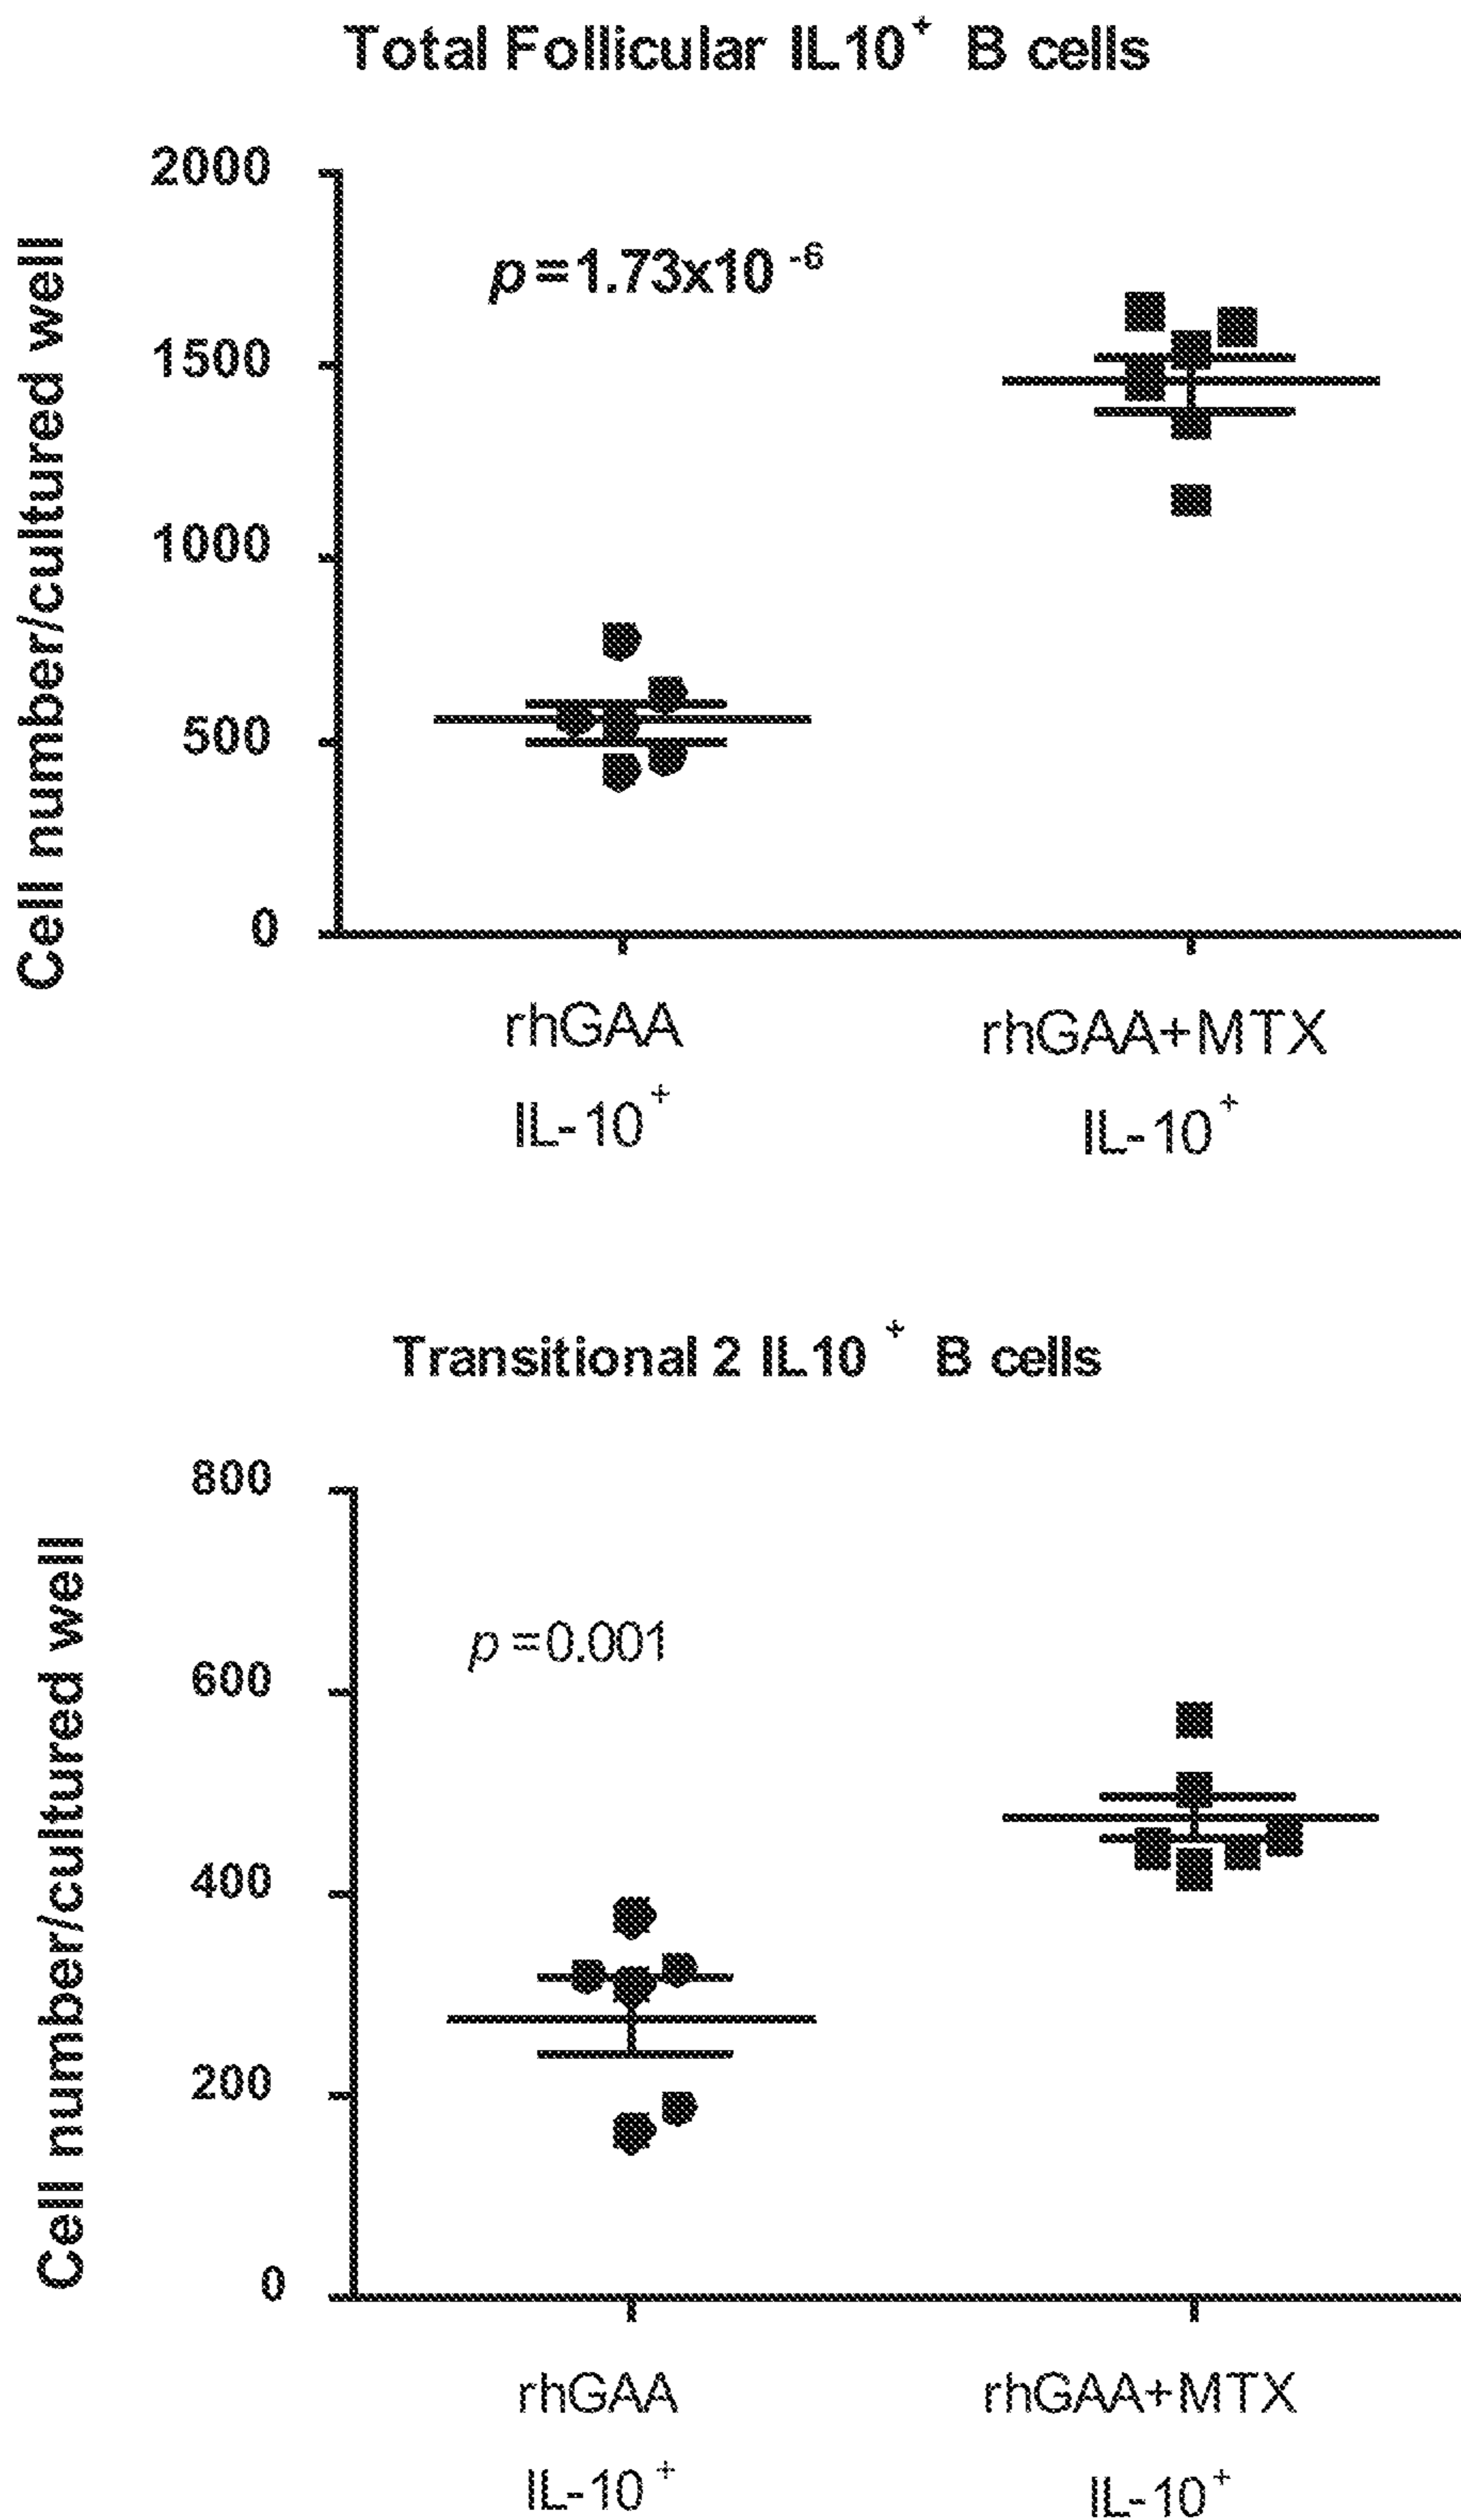 Total Follicular IL10⁺ B cells
2000
1500
1000
500
0
Cell number/cultured well
p=1.73x10⁻⁶
rhGAA
IL-10⁺
rhGAA+MTX
IL-10⁺
Transitional 2 IL10⁺ B cells
800
600
400
200
0
Cell number/cultured well
p=0.001
rhGAA
IL-10⁺
rhGAA+MTX
IL-10⁺